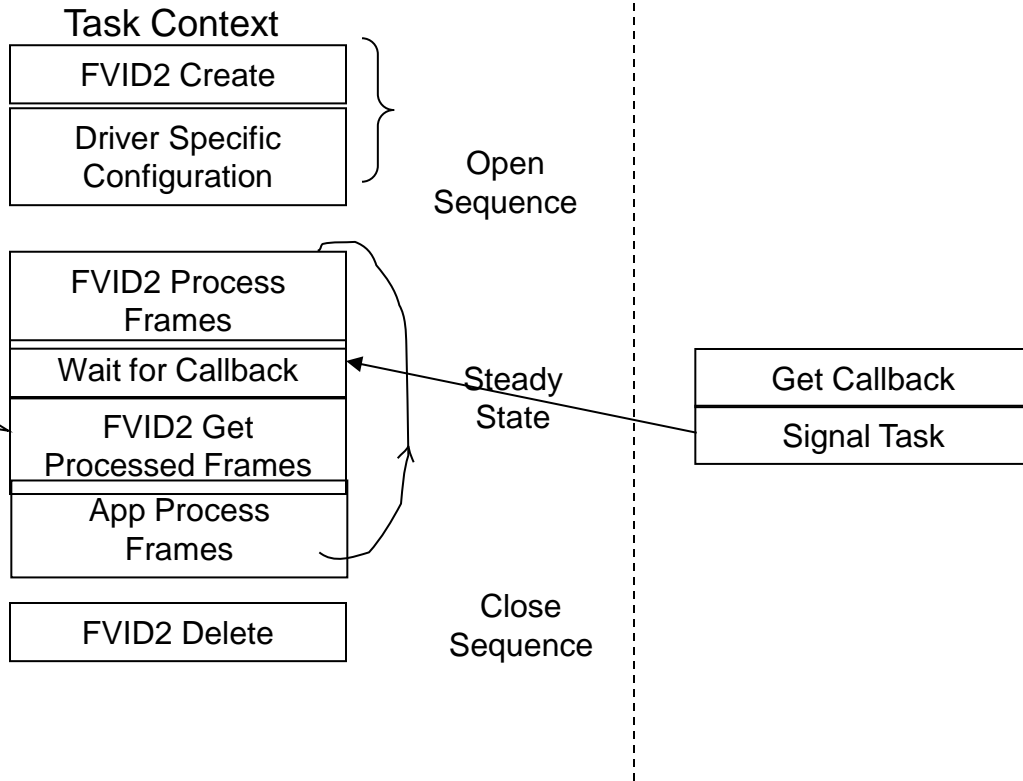 Task Context
FVID2 Create
Driver Specific
Configuration
Open
Sequence
FVID2 Process
Frames
Wait for Callback
FVID2 Get
Processed Frames
App Process
Frames
Steady
State
Get Callback
Signal Task
FVID2 Delete
Close
Sequence